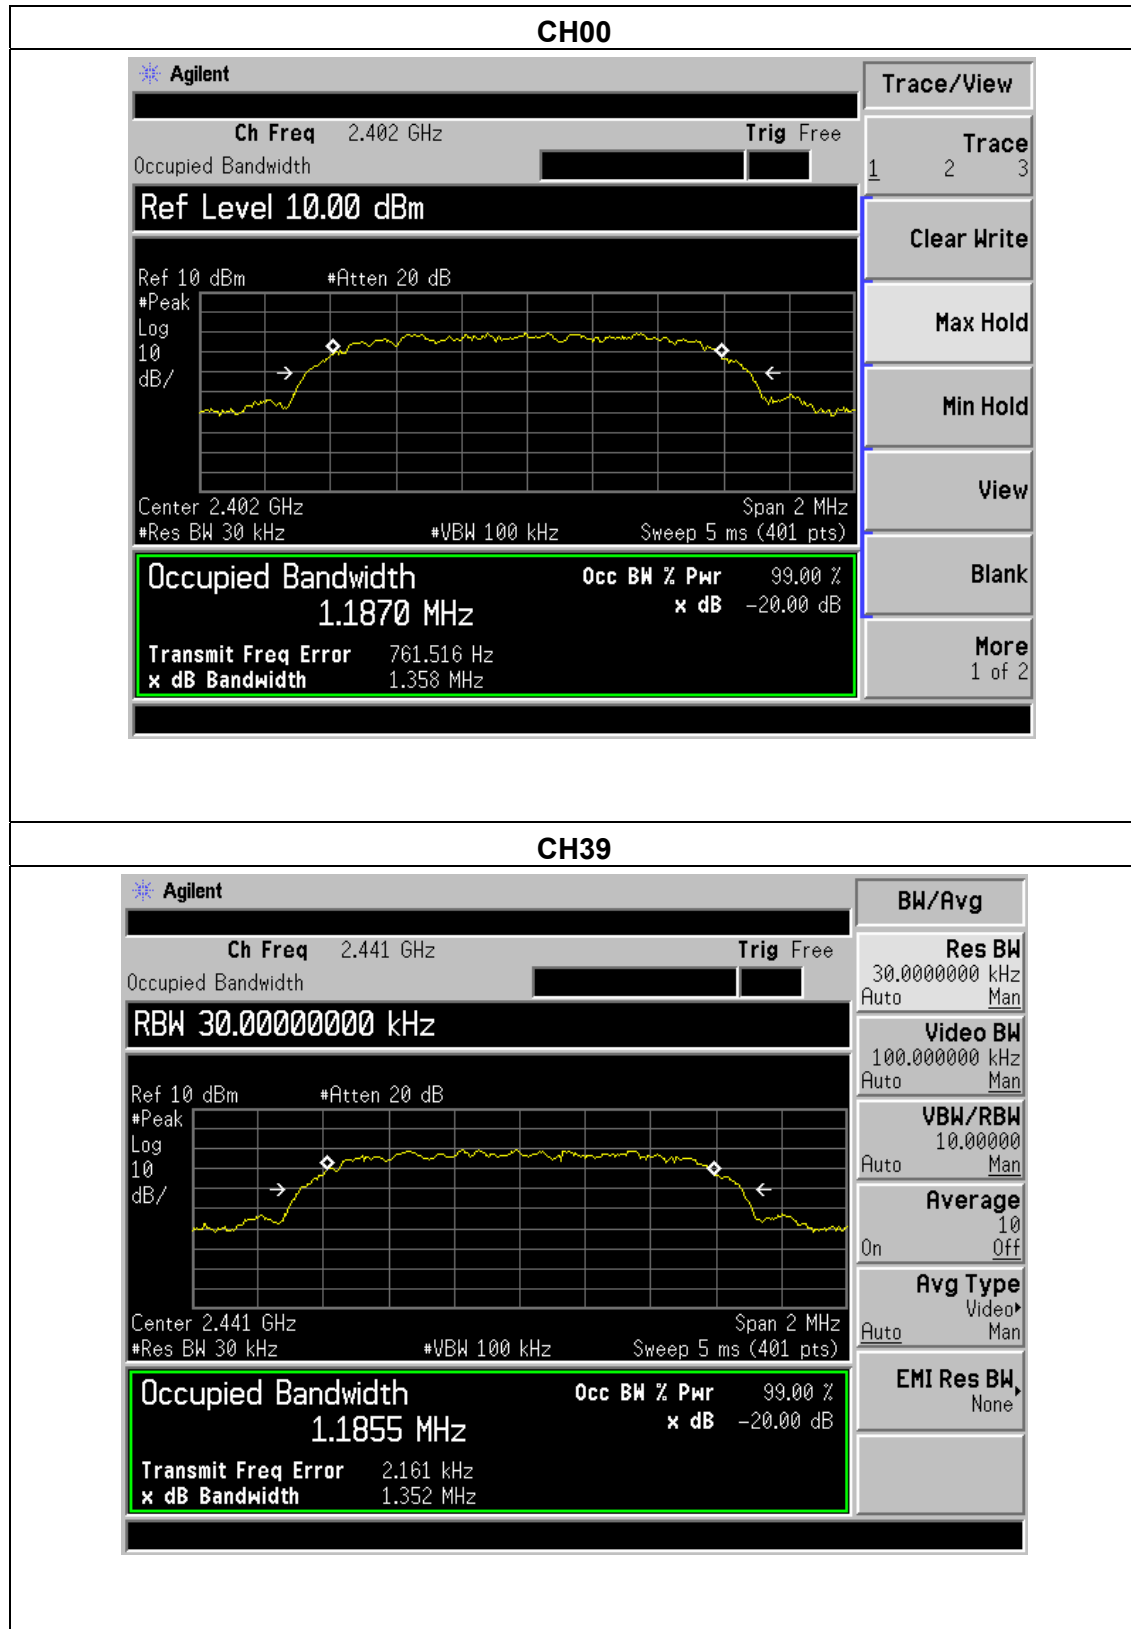 CH00
Agilent
Trace/View
Ch Freq 2.402 GHz Trig Free
Occupied Bandwidth
Trace
1 2 3
Ref Level 10.00 dBm
Clear Write
Ref 10 dBm #Atten 20 dB
#Peak
Log
10
dB/
Max Hold
Min Hold
View
Center 2.402 GHz Span 2 MHz
#Res BW 30 kHz #VBW 100 kHz Sweep 5 ms (401 pts)
Occupied Bandwidth Occ BW % Pwr 99.00 %
1.1870 MHz x dB -20.00 dB
Blank
Transmit Freq Error 761.516 Hz
x dB Bandwidth 1.358 MHz
More
1 of 2
CH39
Agilent
BW/Avg
Ch Freq 2.441 GHz Trig Free
Occupied Bandwidth
Res BW
30.0000000 kHz
Auto Man
RBW 30.00000000 kHz
Video BW
100.000000 kHz
Auto Man
Ref 10 dBm #Atten 20 dB
#Peak
Log
10
dB/
VBW/RBW
10.00000
Auto Man
Average
10
On Off
Avg Type
Video
Auto Man
Center 2.441 GHz Span 2 MHz
#Res BW 30 kHz #VBW 100 kHz Sweep 5 ms (401 pts)
EMI Res BW
None
Occupied Bandwidth Occ BW % Pwr 99.00 %
1.1855 MHz x dB -20.00 dB
Transmit Freq Error 2.161 kHz
x dB Bandwidth 1.352 MHz